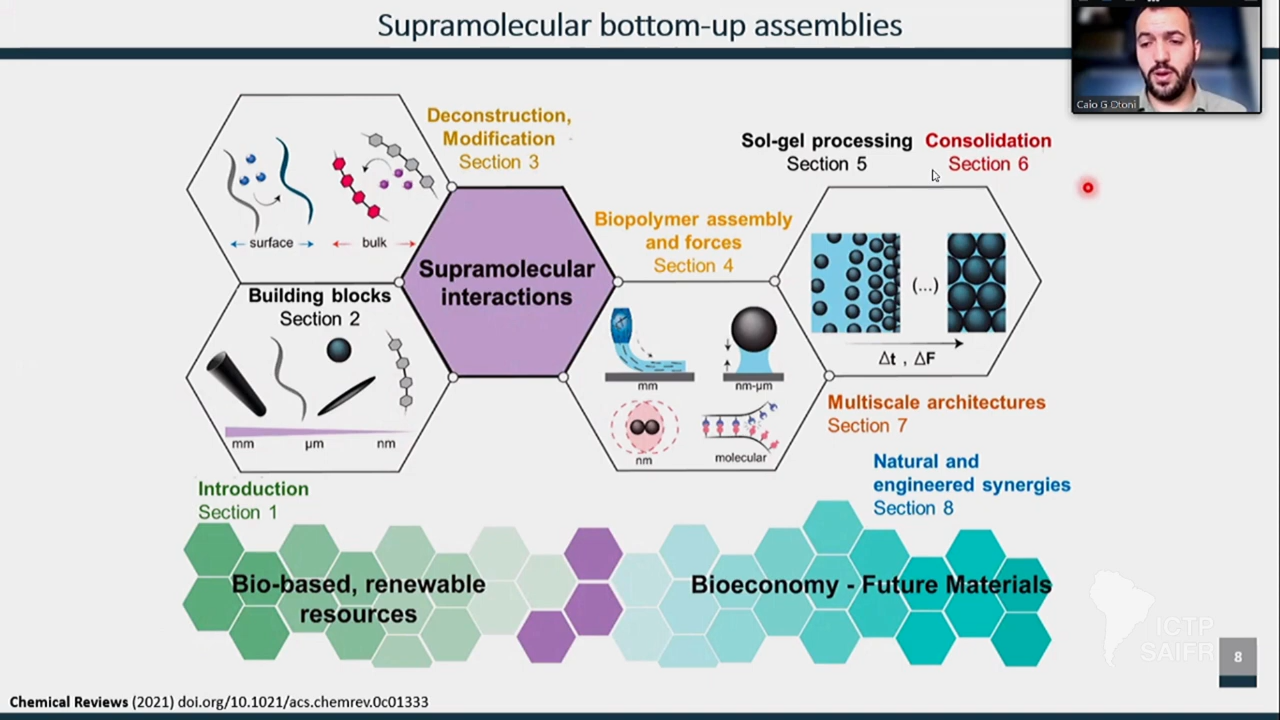 Supramolecular bottom-up assemblies
Caio G Otoni
Deconstruction,
Modification
Section 3
Sol-gel processing
Section 5
Consolidation
Section 6
surface
bulk
Biopolymer assembly
and forces
Section 4
Supramolecular
interactions
(...)
Δt , ΔF
Building blocks
Section 2
mm
μm
nm
mm
nm-μm
nm
molecular
Multiscale architectures
Section 7
Natural and
engineered synergies
Section 8
Introduction
Section 1
Bio-based, renewable
resources
Bioeconomy - Future Materials
ICTP
SAIFR
8
Chemical Reviews (2021) doi.org/10.1021/acs.chemrev.0c01333